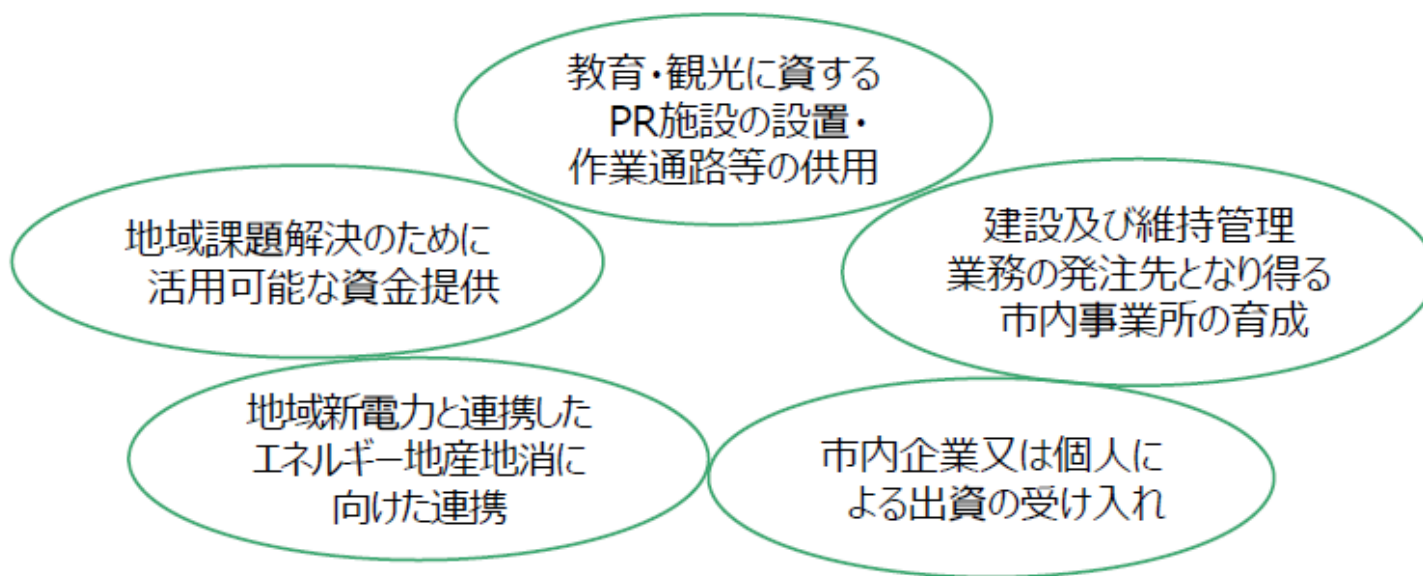 教育・観光に資する
PR施設の設置・
作業通路等の供用
地域課題解決のために
活用可能な資金提供
建設及び維持管理
業務の発注先となり得る
市内事業所の育成
地域新電力と連携した
エネルギー地産地消に
向けた連携
市内企業又は個人に
よる出資の受け入れ